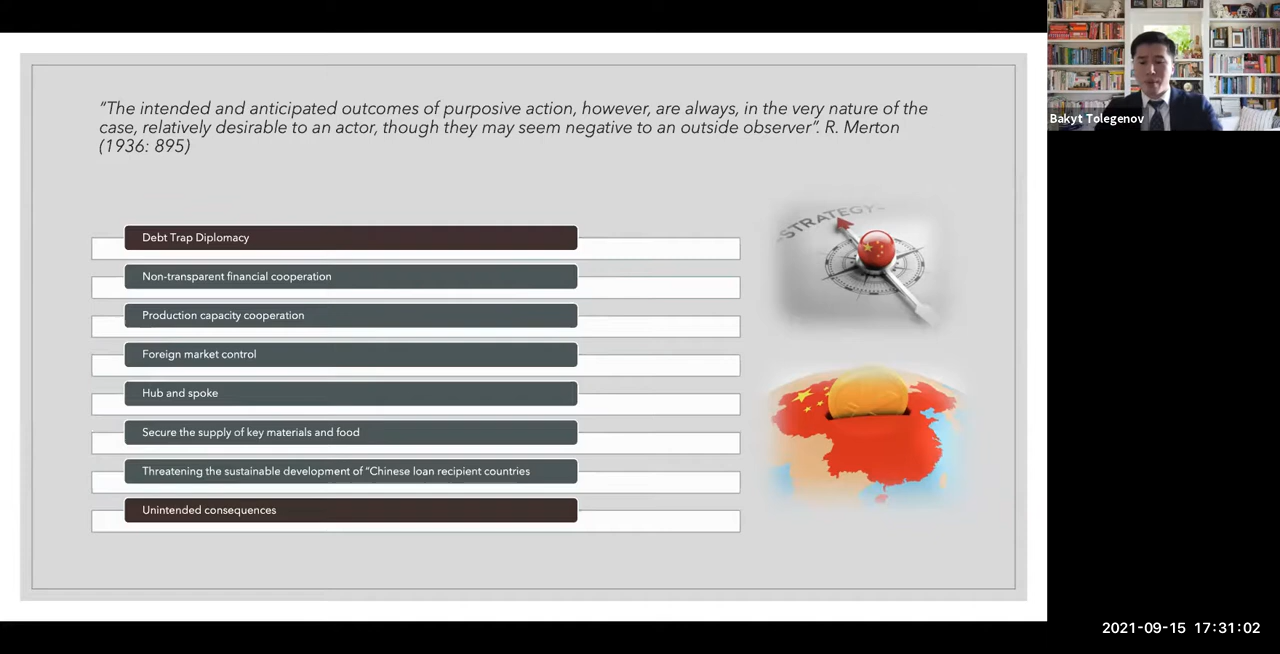 “The intended and anticipated outcomes of purposive action, however, are always, in the very nature of the
case, relatively desirable to an actor, though they may seem negative to an outside observer”. R. Merton
(1936: 895)
Debt Trap Diplomacy
Non-transparent financial cooperation
Production capacity cooperation
Foreign market control
Hub and spoke
Secure the supply of key materials and food
Threatening the sustainable development of “Chinese loan recipient countries
Unintended consequences
STRATEGY
Bakyt Tolegenov
2021-09-15 17:31:02